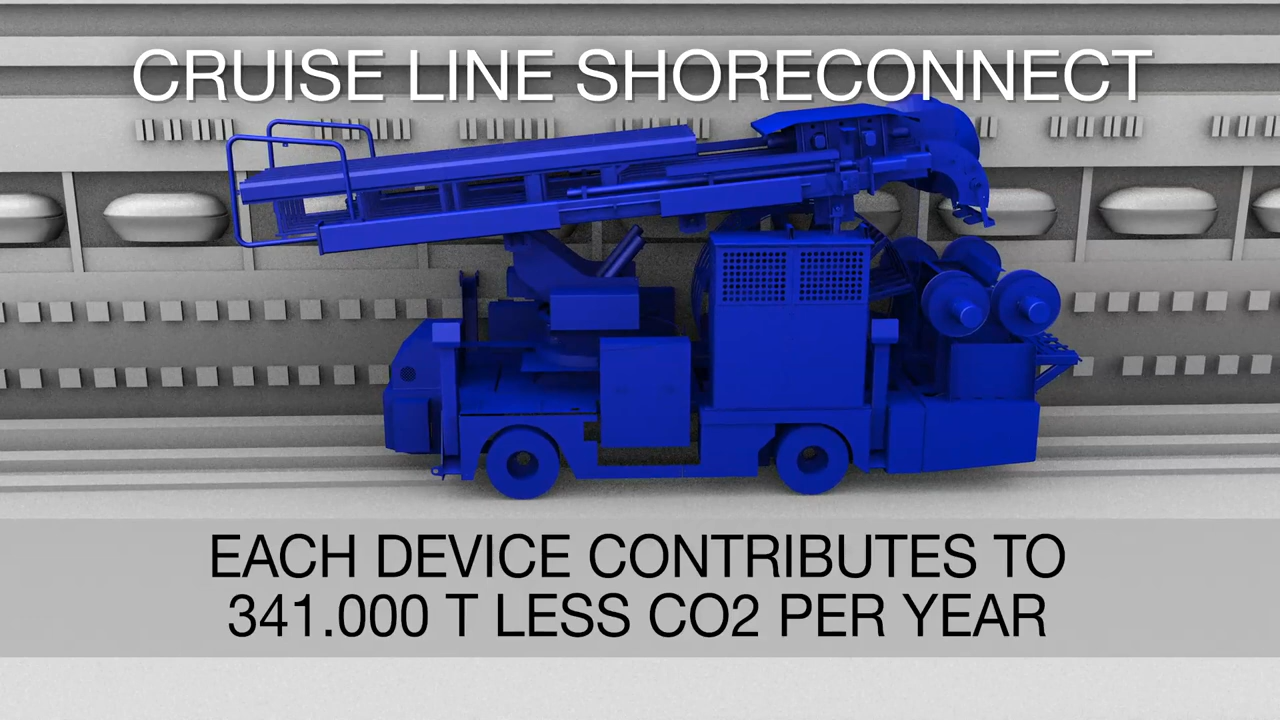 CRUISE LINE SHORECONNECT
EACH DEVICE CONTRIBUTES TO
341.000 T LESS CO2 PER YEAR